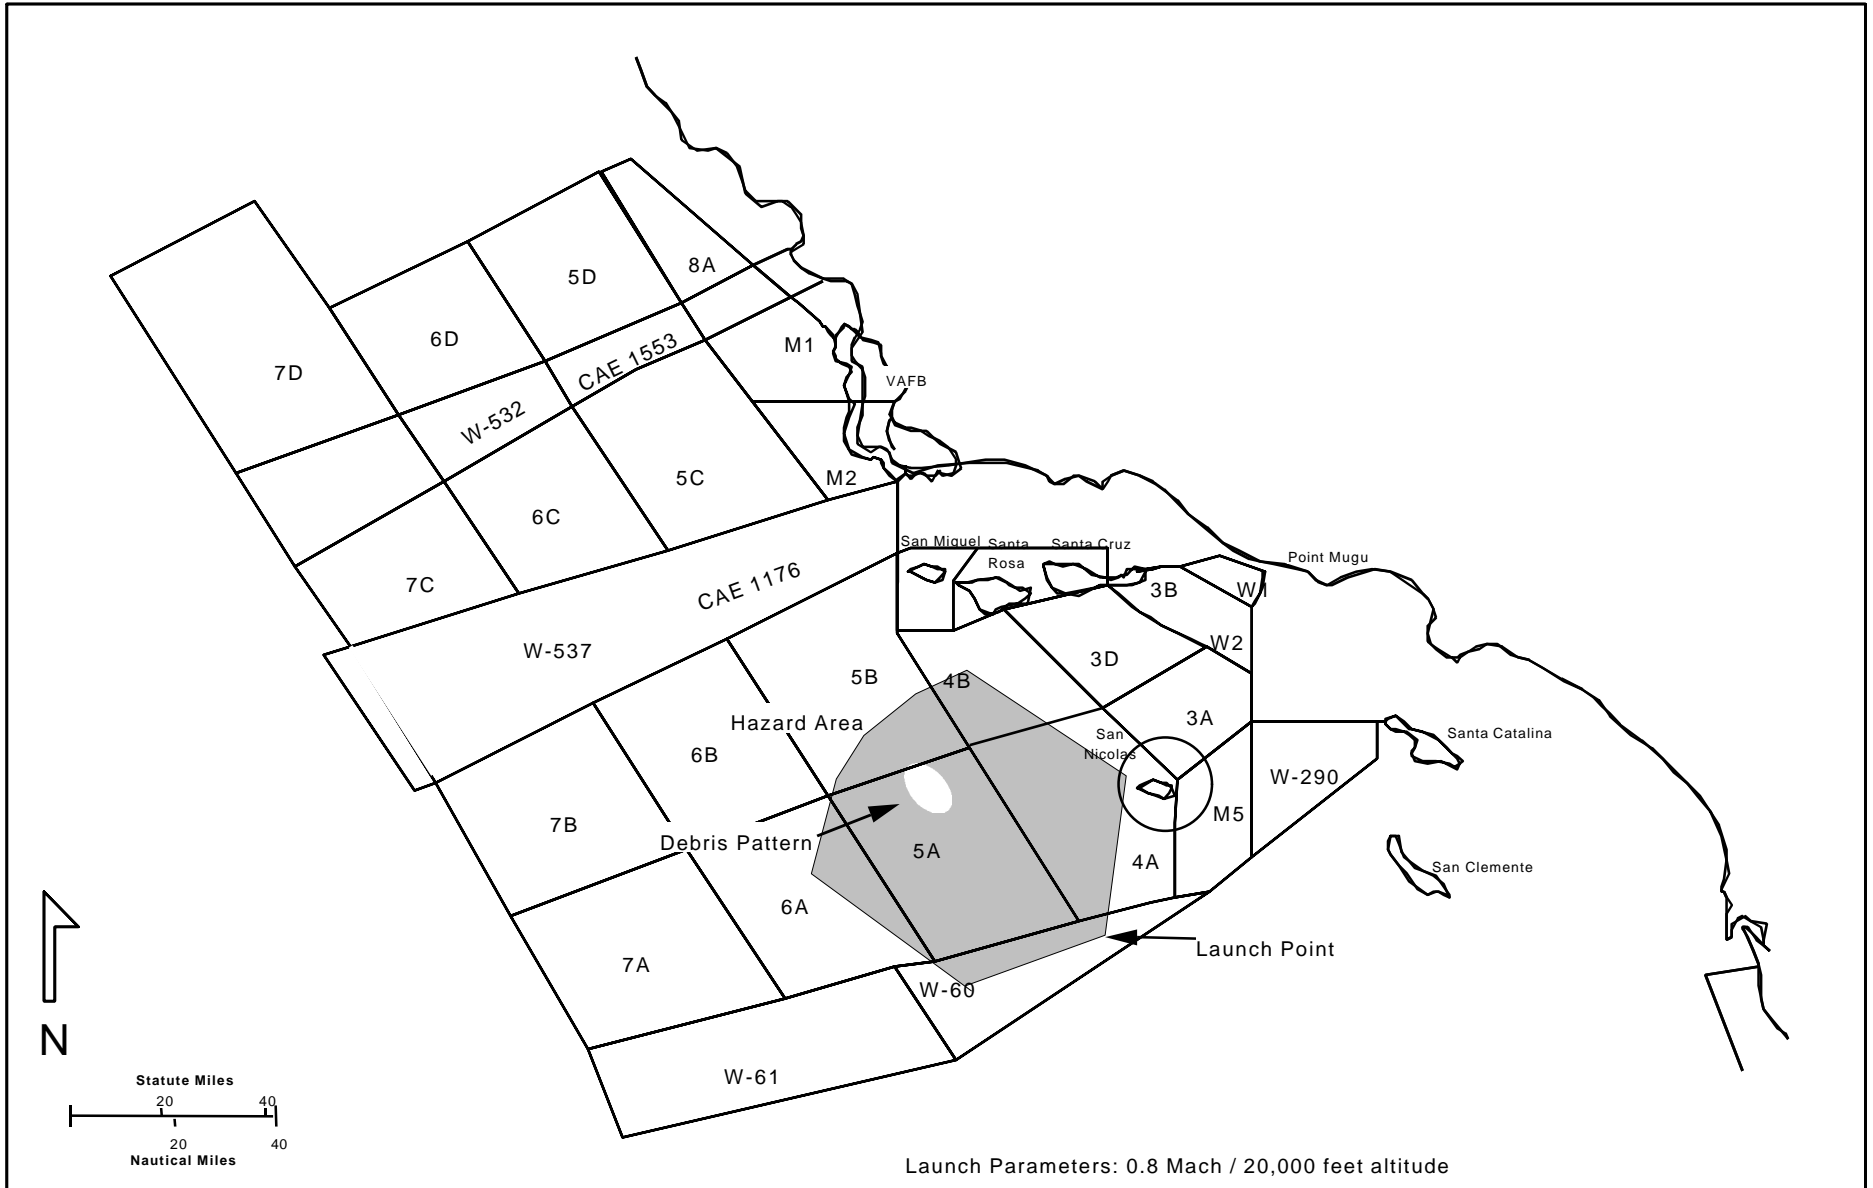 8A
5D
6D
M1
CAE 1553
7D
VAFB
W-532
5C
M2
6C
San Miguel
Santa
Rosa
Santa Cruz
Point Mugu
7C
CAE 1176
3B
W1
W2
W-537
3D
5B
4B
Hazard Area
3A
San
Nicolas
Santa Catalina
6B
W-290
M5
7B
Debris Pattern
5A
4A
San Clemente
6A
Launch Point
7A
W-60
N
W-61
Statute Miles
20 40
20 40
Nautical Miles
Launch Parameters: 0.8 Mach / 20,000 feet altitude